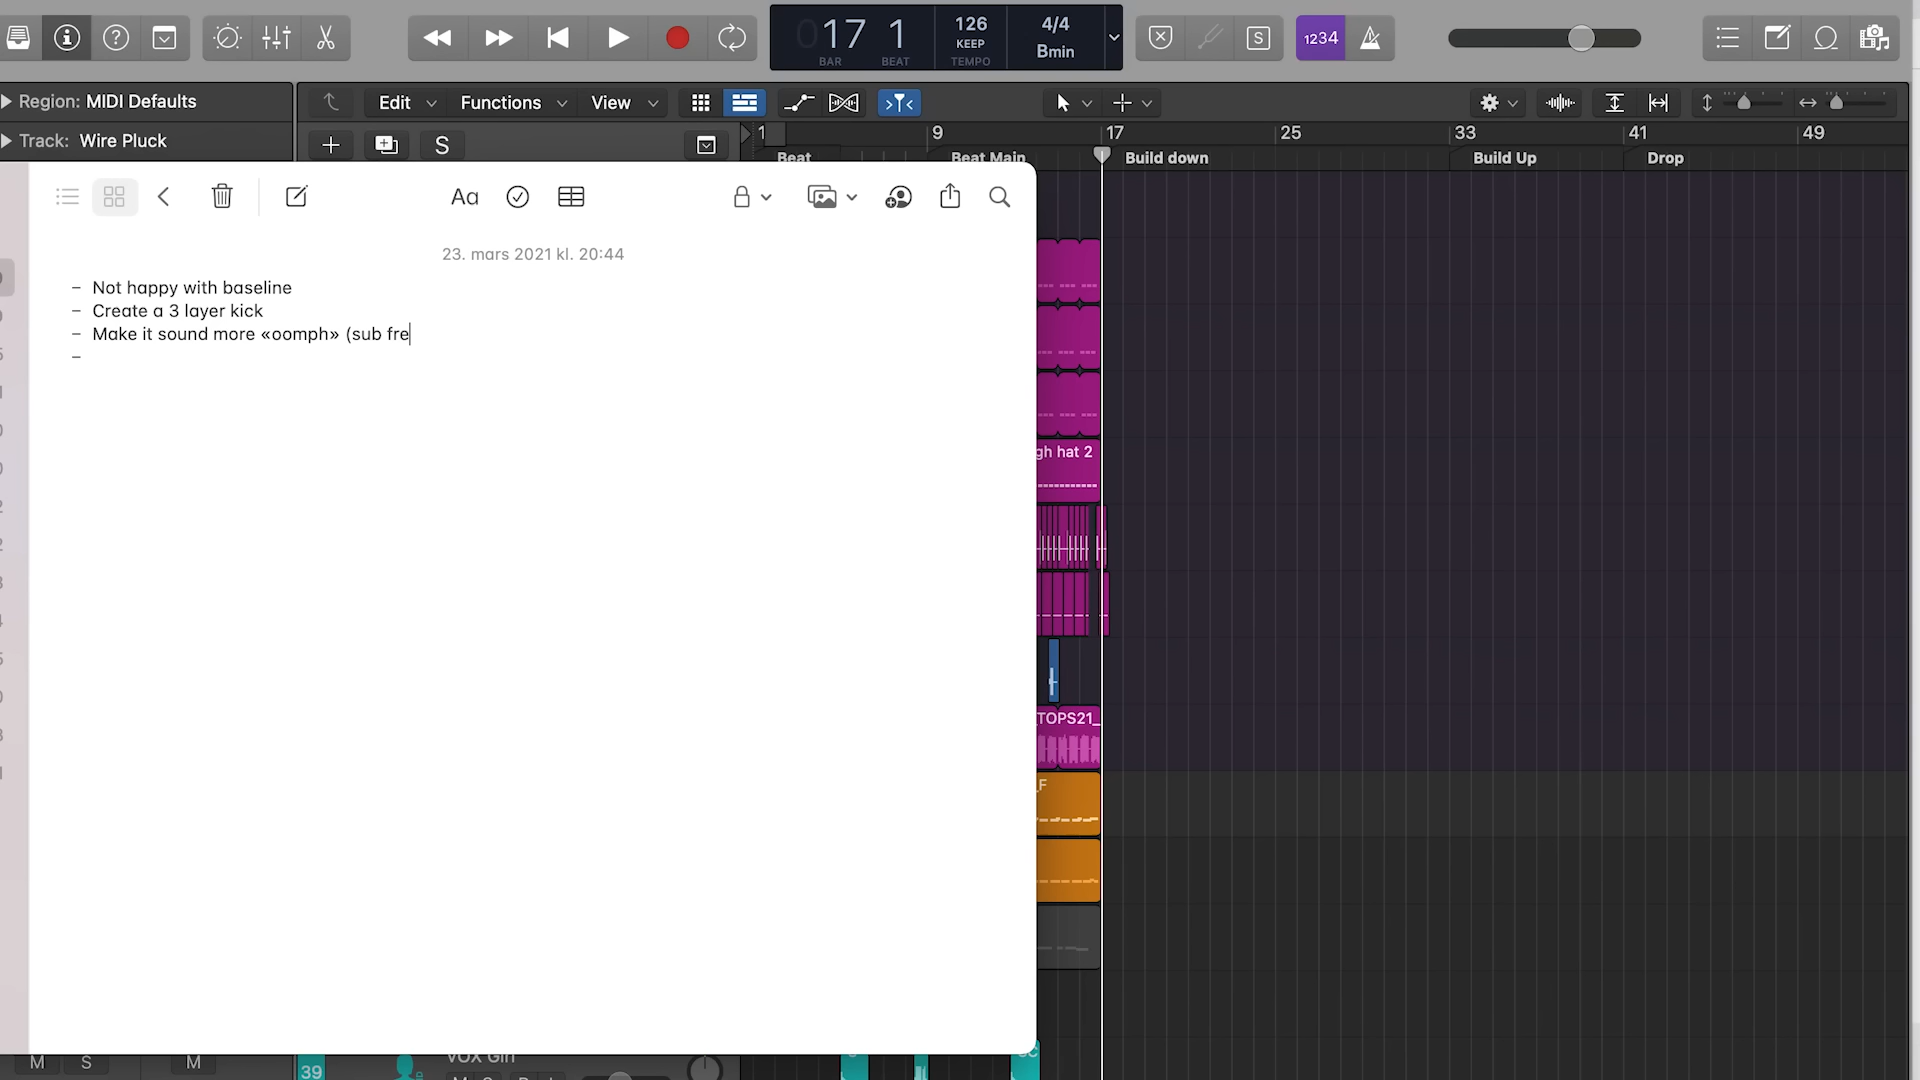 17 1 126 4/4
KEEP Bmin
BAR BEAT TEMPO
1234
S
Region: MIDI Defaults
Edit Functions View
Track: Wire Pluck
S
1 9 17 25 33 41 49
Beat Beat Main Build down Build Up Drop
Aa
23. mars 2021 kl. 20:44
- Not happy with baseline
- Create a 3 layer kick
- Make it sound more «oomph» (sub fre
-
gh hat 2
TOPS21_
_F
M S M
39
VOX Girl